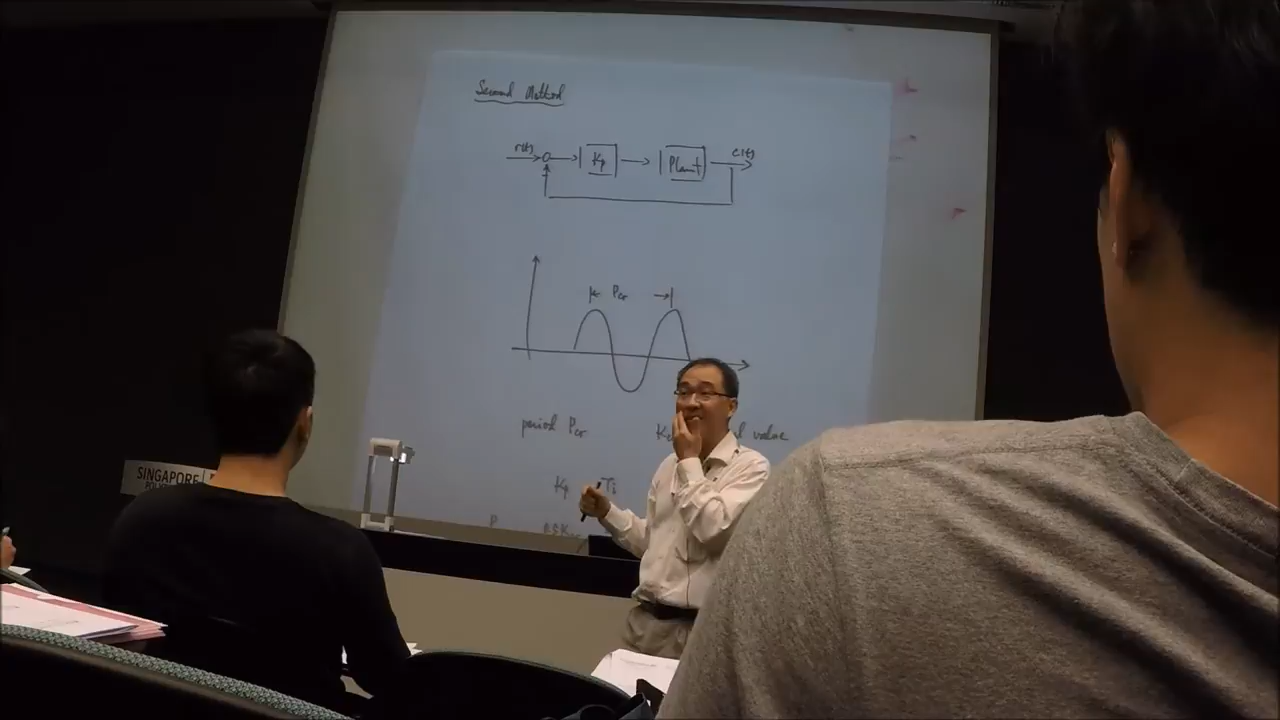 Second Method
r(t) Kp Plant c(t)
Pcr
period Pcr value
Kp Ti
P
SINGAPORE